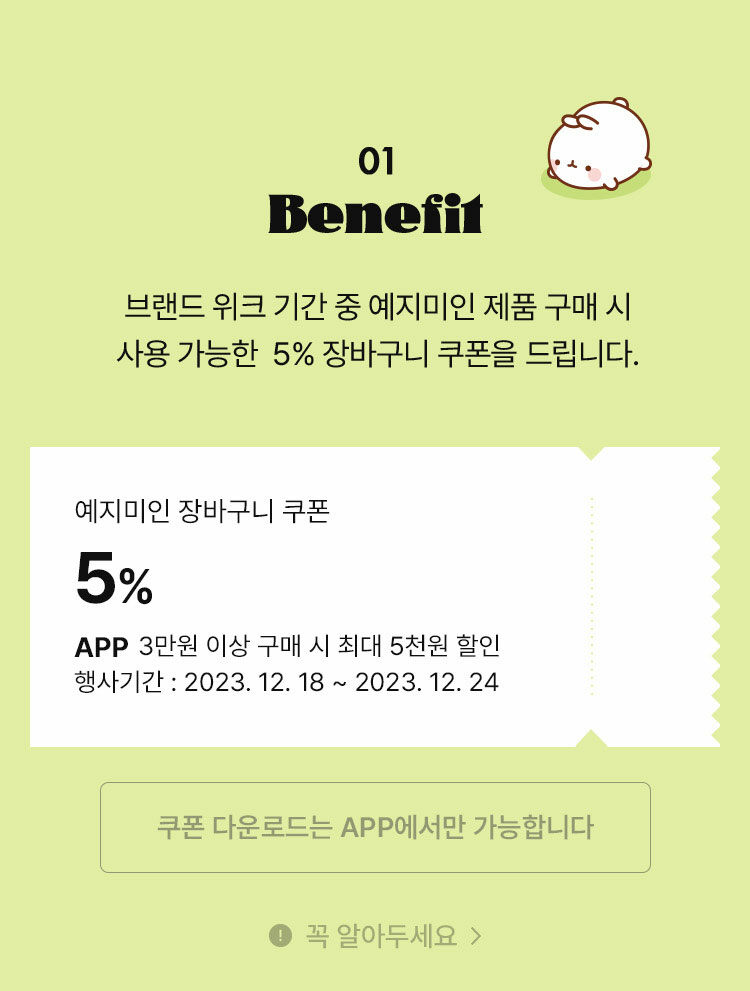 01
Benefit
브랜드 위크 기간 중 예지미인 제품 구매 시
사용 가능한 5% 장바구니 쿠폰을 드립니다.
예지미인 장바구니 쿠폰
5%
APP 3만원 이상 구매 시 최대 5천원 할인
행사기간 : 2023. 12. 18 ~ 2023. 12. 24
쿠폰 다운로드는 APP에서만 가능합니다
! 꼭 알아두세요 >